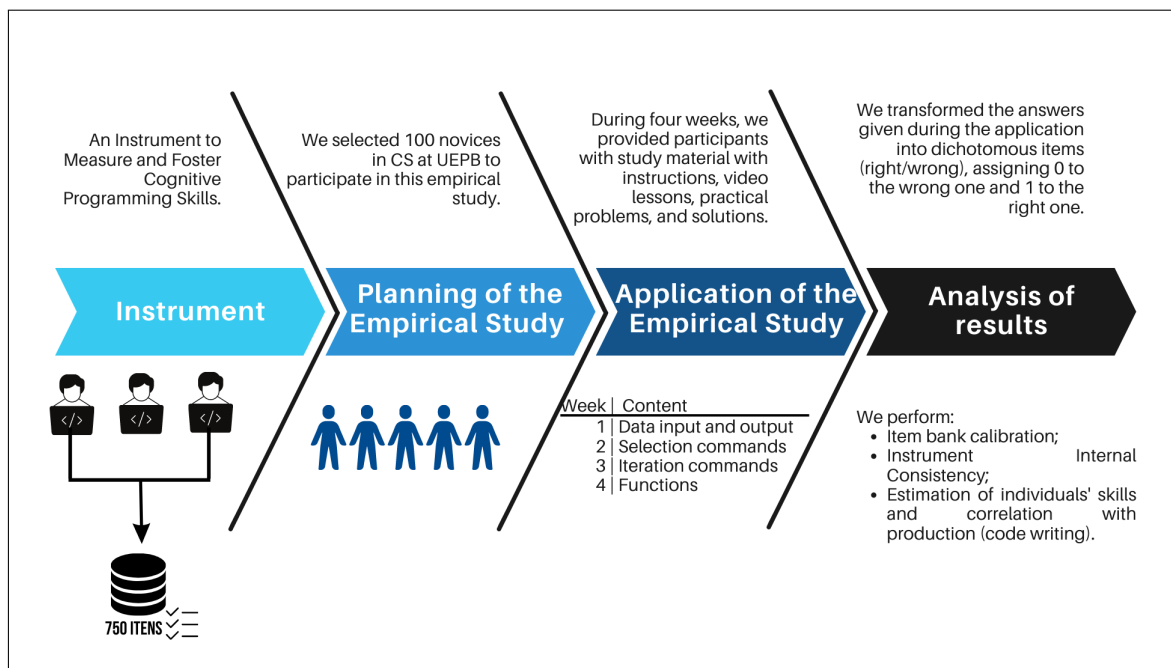 An Instrument to
Measure and Foster
Cognitive
Programming Skills.
We selected 100 novices
in CS at UEPB to
participate in this empirical
study.
During four weeks, we
provided participants
with study material with
instructions, video
lessons, practical
problems, and solutions.
We transformed the answers
given during the application
into dichotomous items
(right/wrong), assigning 0 to
the wrong one and 1 to the
right one.
Instrument
Planning of the
Empirical Study
Application of the
Empirical Study
Analysis of
results
</>
</>
</>
750 ITENS
Week | Content
1 | Data input and output
2 | Selection commands
3 | Iteration commands
4 | Functions
We perform:
• Item bank calibration;
• Instrument Internal
Consistency;
• Estimation of individuals' skills
and correlation with
production (code writing).